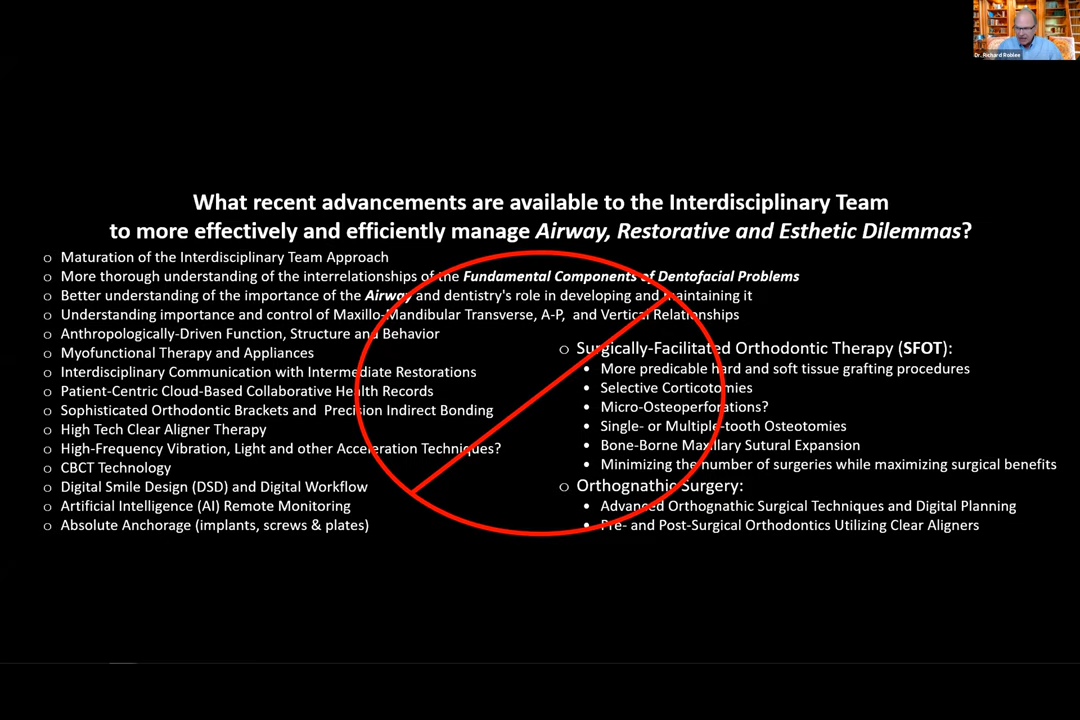 Dr. Richard Roblee
What recent advancements are available to the Interdisciplinary Team
to more effectively and efficiently manage Airway, Restorative and Esthetic Dilemmas?
o Maturation of the Interdisciplinary Team Approach
o More thorough understanding of the interrelationships of the Fundamental Components of Dentofacial Problems
o Better understanding of the importance of the Airway and dentistry's role in developing and maintaining it
o Understanding importance and control of Maxillo-Mandibular Transverse, A-P, and Vertical Relationships
o Anthropologically-Driven Function, Structure and Behavior
o Myofunctional Therapy and Appliances
o Interdisciplinary Communication with Intermediate Restorations
o Patient-Centric Cloud-Based Collaborative Health Records
o Sophisticated Orthodontic Brackets and Precision Indirect Bonding
o High Tech Clear Aligner Therapy
o High-Frequency Vibration, Light and other Acceleration Techniques?
o CBCT Technology
o Digital Smile Design (DSD) and Digital Workflow
o Artificial Intelligence (AI) Remote Monitoring
o Absolute Anchorage (implants, screws & plates)
o Surgically-Facilitated Orthodontic Therapy (SFOT):
• More predicable hard and soft tissue grafting procedures
• Selective Corticotomies
• Micro-Osteoperforations?
• Single- or Multiple-tooth Osteotomies
• Bone-Borne Maxillary Sutural Expansion
• Minimizing the number of surgeries while maximizing surgical benefits
o Orthognathic Surgery:
• Advanced Orthognathic Surgical Techniques and Digital Planning
• Pre- and Post-Surgical Orthodontics Utilizing Clear Aligners